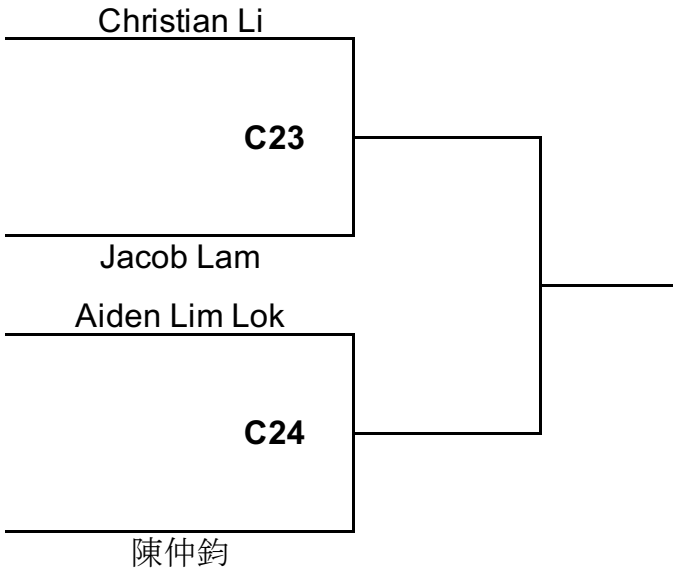 Christian Li
C23
Jacob Lam
Aiden Lim Lok
C24
陳仲鈞